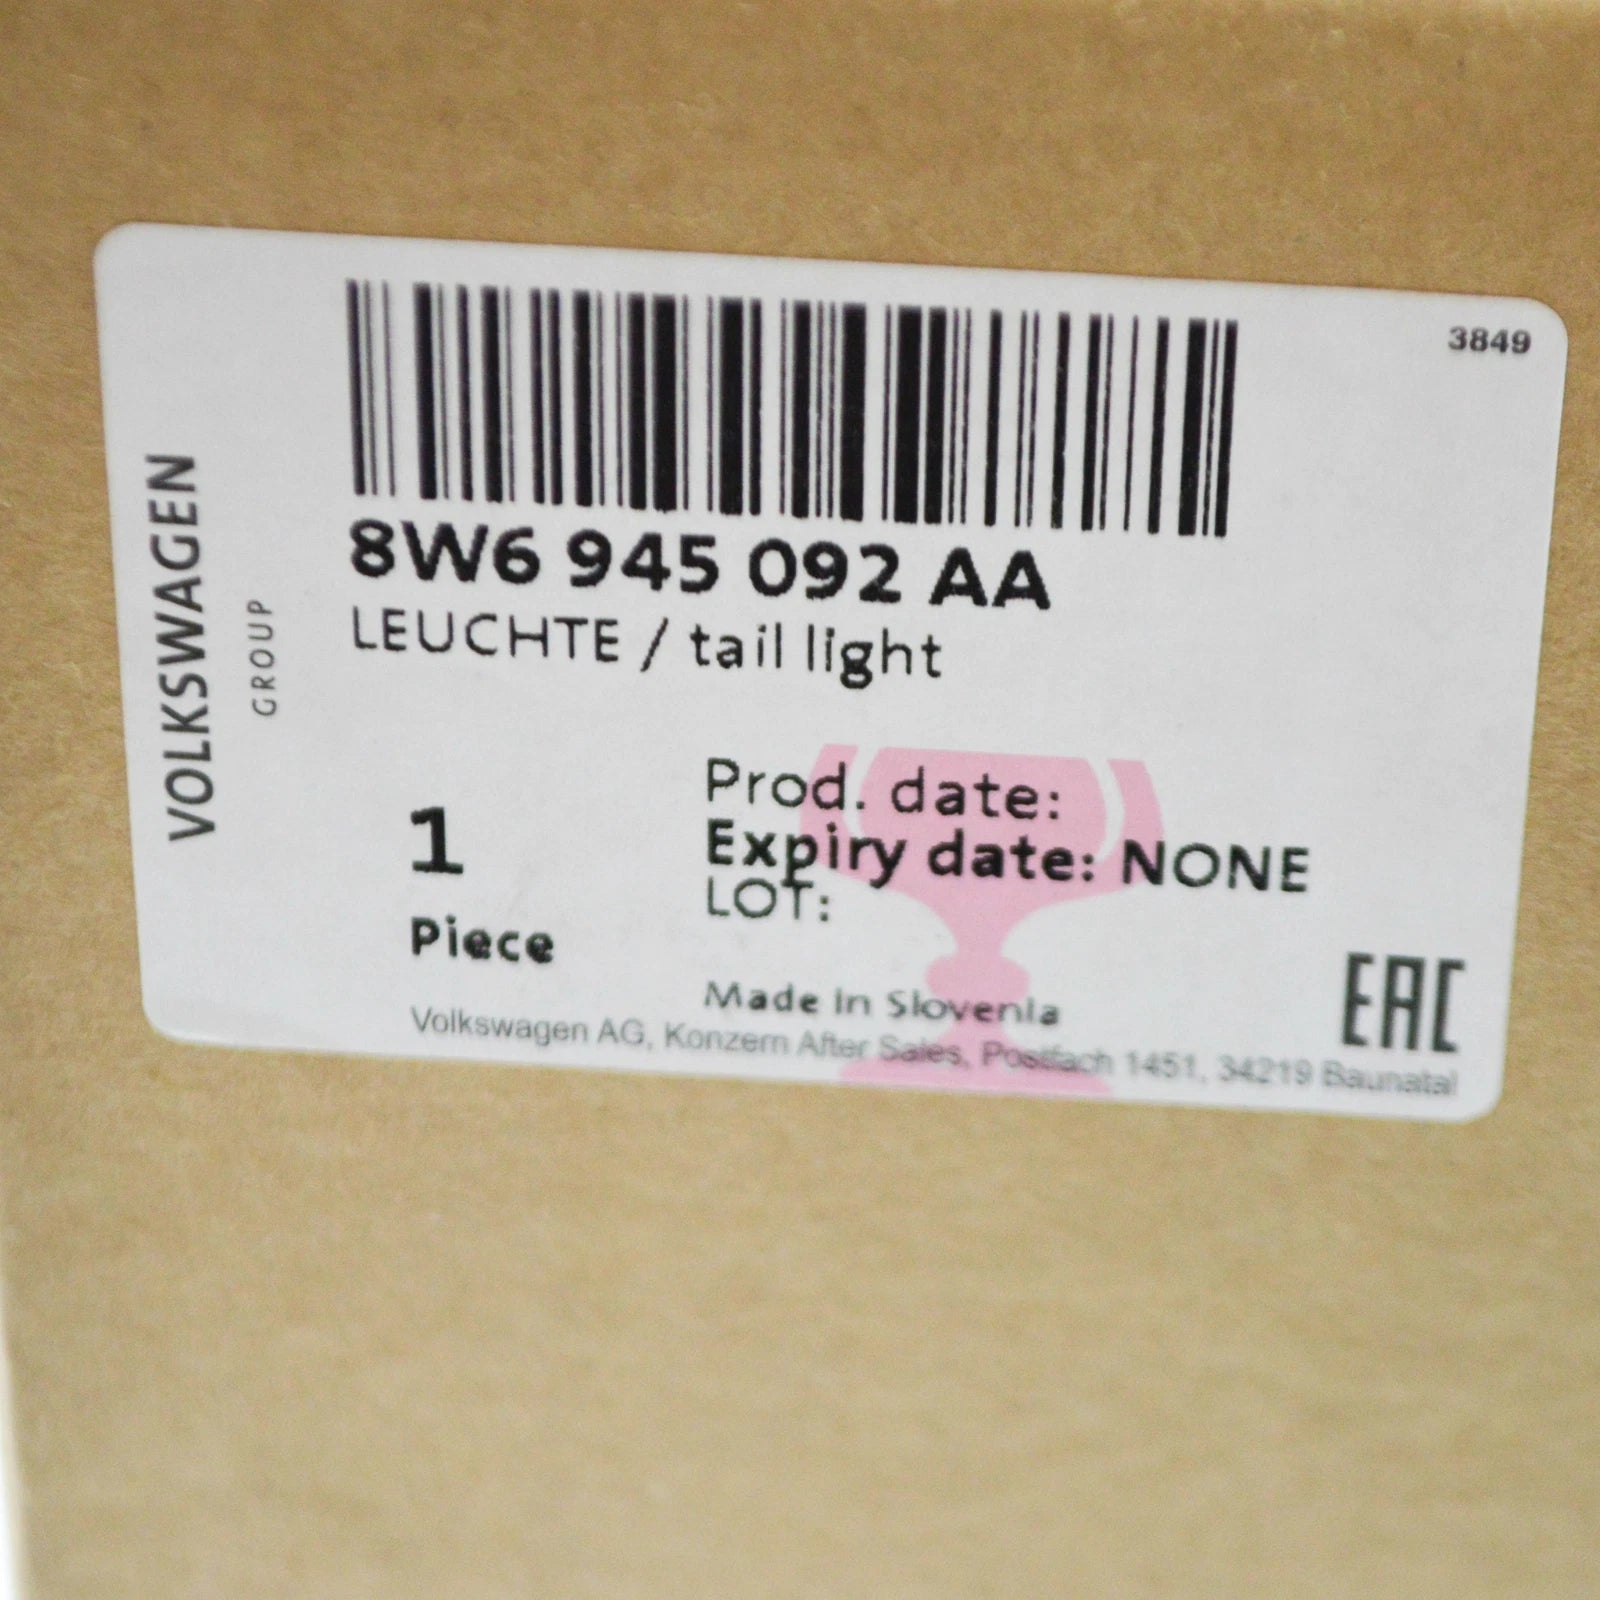 3849
VOLKSWAGEN
GROUP
8W6 945 092 AA
LEUCHTE / tail light
1
Piece
Prod. date:
Expiry date: NONE
LOT:
Made in Slovenia
EAC
Volkswagen AG, Konzern After Sales, Postfach 1451, 34219 Baunatal